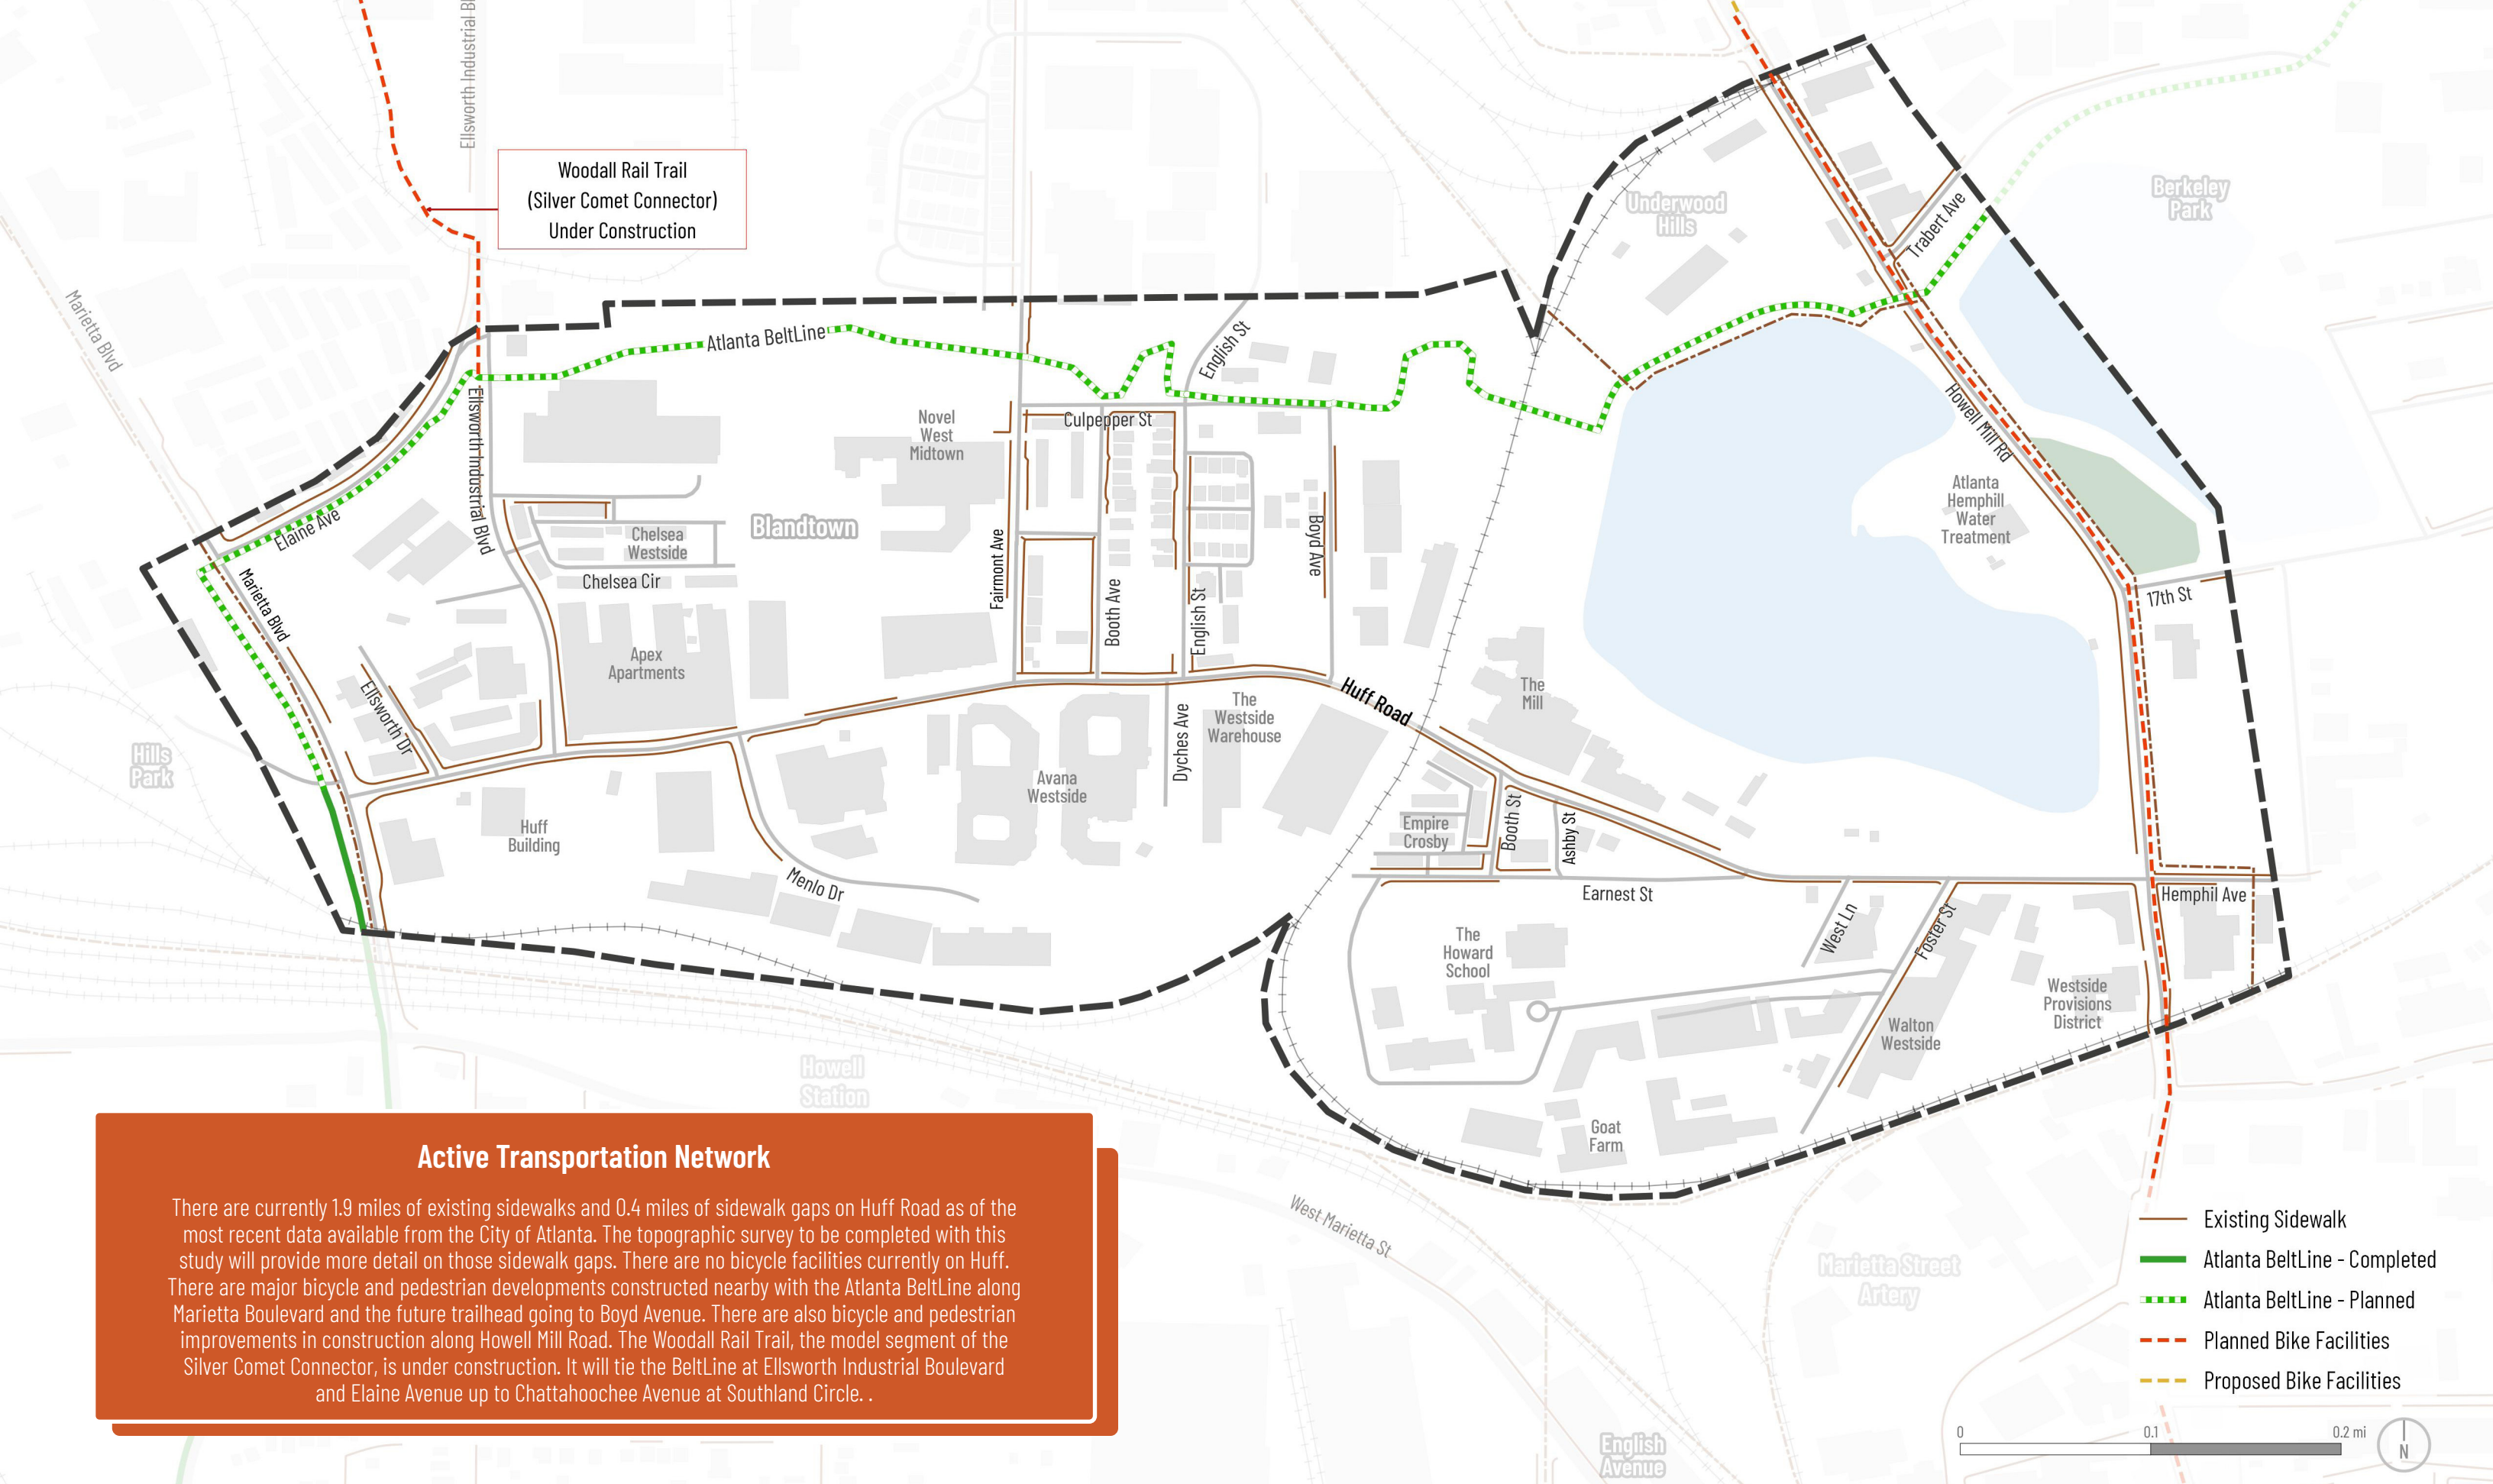 Ellsworth Industrial Bl
Woodall Rail Trail
(Silver Comet Connector)
Under Construction
Marietta Blvd
Underwood
Hills
Berkeley
Park
Trabert Ave
Atlanta BeltLine
English St
Howell Mill Rd
Ellsworth Industrial Blvd
Novel
West
Midtown
Culpepper St
Elaine Ave
Chelsea
Westside
Blandtown
Chelsea Cir
Fairmont Ave
Booth Ave
English St
Boyd Ave
Atlanta
Hemphill
Water
Treatment
17th St
Marietta Blvd
Ellsworth Dr
Apex
Apartments
Huff Road
The
Mill
The
Westside
Warehouse
Dyches Ave
Avana
Westside
Hills
Park
Huff
Building
Menlo Dr
Empire
Crosby
Booth St
Ashby St
Earnest St
Hemphil Ave
West Ln
Foster St
The
Howard
School
Westside
Provisions
District
Walton
Westside
Goat
Farm
Howell
Station
West Marietta St
Marietta Street
Artery
English
Avenue
Active Transportation Network
There are currently 1.9 miles of existing sidewalks and 0.4 miles of sidewalk gaps on Huff Road as of the
most recent data available from the City of Atlanta. The topographic survey to be completed with this
study will provide more detail on those sidewalk gaps. There are no bicycle facilities currently on Huff.
There are major bicycle and pedestrian developments constructed nearby with the Atlanta BeltLine along
Marietta Boulevard and the future trailhead going to Boyd Avenue. There are also bicycle and pedestrian
improvements in construction along Howell Mill Road. The Woodall Rail Trail, the model segment of the
Silver Comet Connector, is under construction. It will tie the BeltLine at Ellsworth Industrial Boulevard
and Elaine Avenue up to Chattahoochee Avenue at Southland Circle. .
Existing Sidewalk
Atlanta BeltLine - Completed
Atlanta BeltLine - Planned
Planned Bike Facilities
Proposed Bike Facilities
0 0.1 0.2 mi
N